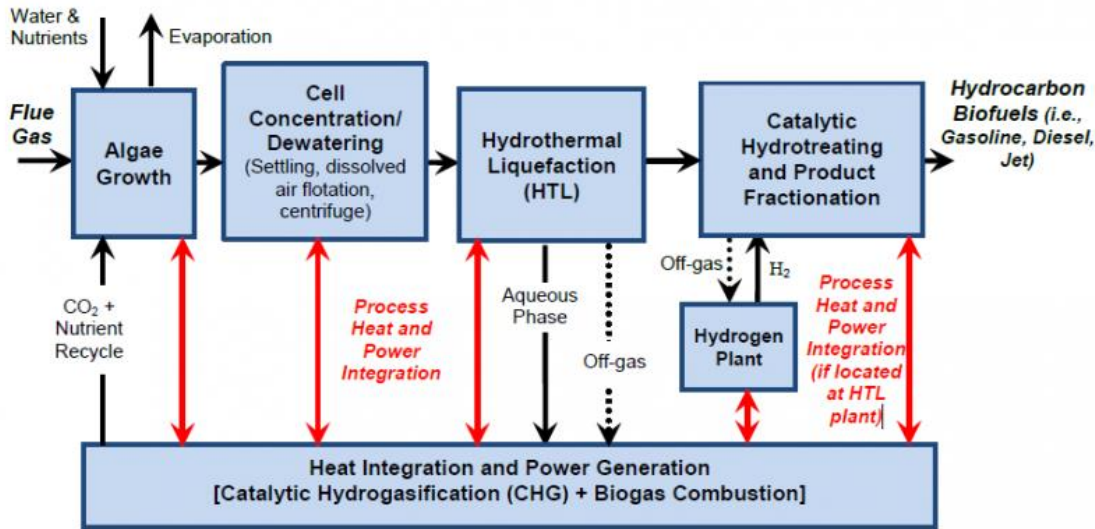 Water &
Nutrients
Evaporation
Flue
Gas
Algae
Growth
Cell
Concentration/
Dewatering
(Settling, dissolved
air flotation,
centrifuge)
Hydrothermal
Liquefaction
(HTL)
Catalytic
Hydrotreating
and Product
Fractionation
Hydrocarbon
Biofuels (i.e.,
Gasoline, Diesel,
Jet)
CO2 +
Nutrient
Recycle
Process
Heat and
Power
Integration
Aqueous
Phase
Off-gas
Off-gas
H2
Hydrogen
Plant
Process
Heat and
Power
Integration
(if located
at HTL
plant)
Heat Integration and Power Generation
[Catalytic Hydrogasification (CHG) + Biogas Combustion]